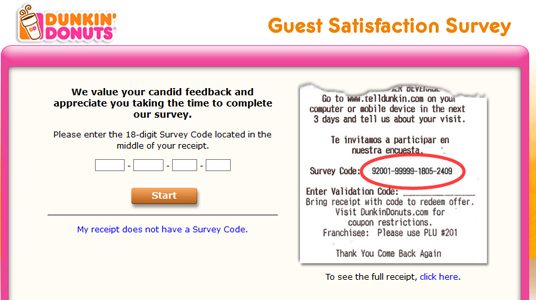 DUNKIN'
DONUTS
Guest Satisfaction Survey
We value your candid feedback and
appreciate you taking the time to complete
our survey.
Please enter the 18-digit Survey Code located in the
middle of your receipt.
- - -
Start
My receipt does not have a Survey Code.
BEVERAGE
Go to www.telldunkin.com on your
computer or mobile device in the next
3 days and tell us about your visit.
Te invitamos a participar en
nuestra encuesta.
Survey Code: 92001-99999-1805-2409
Enter Validation Code:
Bring receipt with code to redeem offer.
Visit DunkinDonuts.com for
coupon restrictions.
Franchisee: Please use PLU #201
Thank You Come Back Again
To see the full receipt, click here.